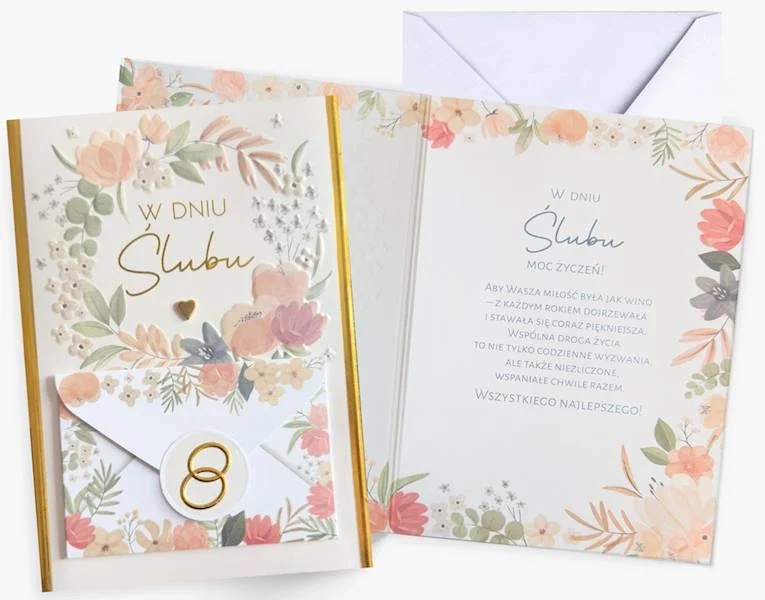 W DNIU
Ślubu
W DNIU
Ślubu
MOC ŻYCZEŃ!
ABY WASZA MIŁOŚĆ BYŁA JAK WINO
– Z KAŻDYM ROKIEM DOJRZEWAŁA
I STAWAŁA SIĘ CORAZ PIĘKNIEJSZA.
WSPÓLNA DROGA ŻYCIA
TO NIE TYLKO CODZIENNE WYZWANIA,
ALE TAKŻE NIEZLICZONE,
WSPANIAŁE CHWILE RAZEM.
WSZYSTKIEGO NAJLEPSZEGO!